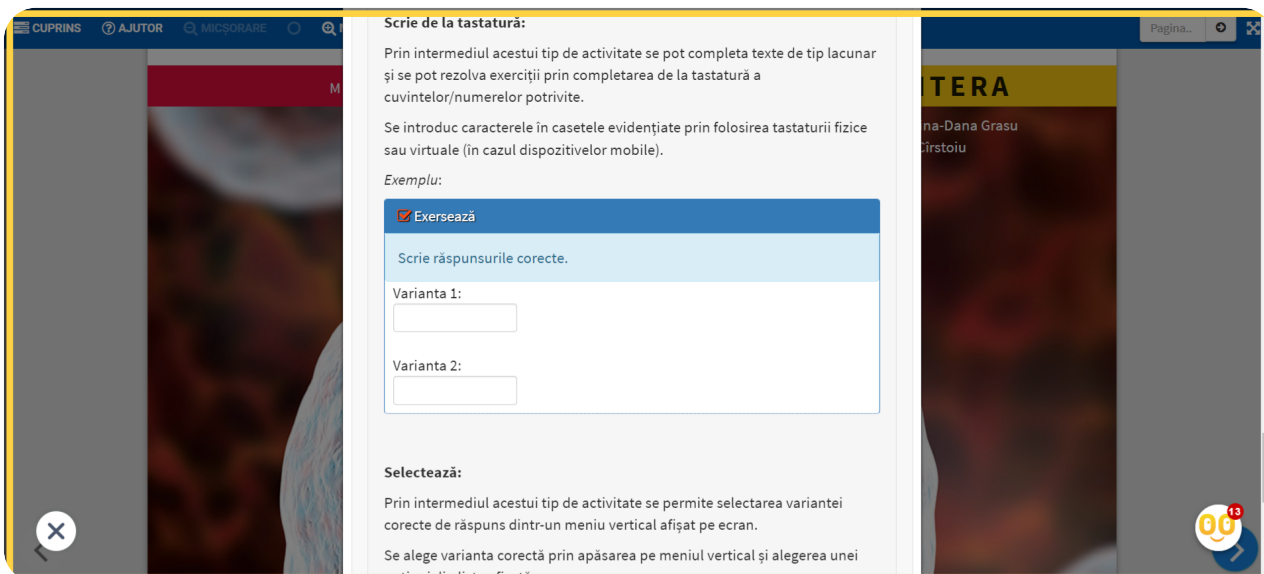 CUPRINS
AJUTOR
MICȘORARE
Pagina..
Scrie de la tastatură:
Prin intermediul acestui tip de activitate se pot completa texte de tip lacunar
și se pot rezolva exerciții prin completarea de la tastatură a
cuvintelor/numerelor potrivite.
Se introduc caracterele în casetele evidențiate prin folosirea tastaturii fizice
sau virtuale (în cazul dispozitivelor mobile).
Exemplu:
Exersează
Scrie răspunsurile corecte.
Varianta 1:
Varianta 2:
Selectează:
Prin intermediul acestui tip de activitate se permite selectarea variantei
corecte de răspuns dintr-un meniu vertical afișat pe ecran.
Se alege varianta corectă prin apăsarea pe meniul vertical și alegerea unei
M
TERA
na-Dana Grasu
Cîrstoiu
13